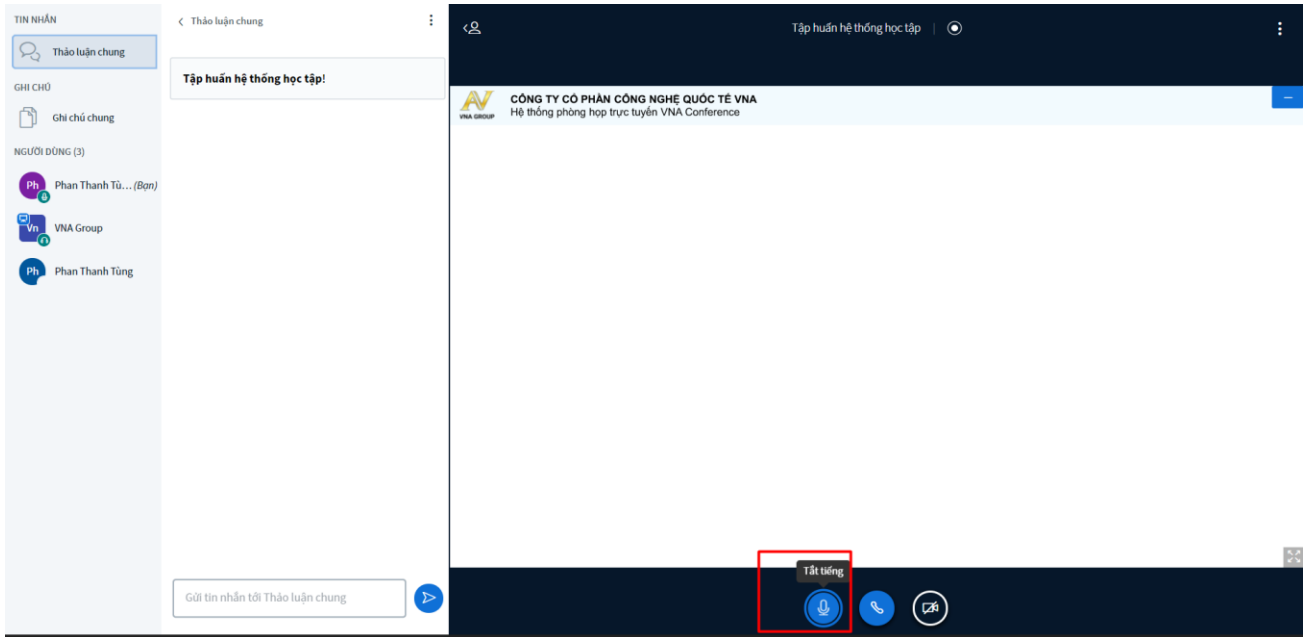 TIN NHẮN
Thảo luận chung
GHI CHÚ
Ghi chú chung
NGƯỜI DÙNG (3)
Ph
Phan Thanh Tù... (Bạn)
Vn
VNA Group
Ph
Phan Thanh Tùng
Thảo luận chung
Tập huấn hệ thống học tập!
Gửi tin nhắn tới Thảo luận chung
Tập huấn hệ thống học tập
VNA GROUP
CÔNG TY CỔ PHẦN CÔNG NGHỆ QUỐC TẾ VNA
Hệ thống phòng họp trực tuyến VNA Conference
Tắt tiếng